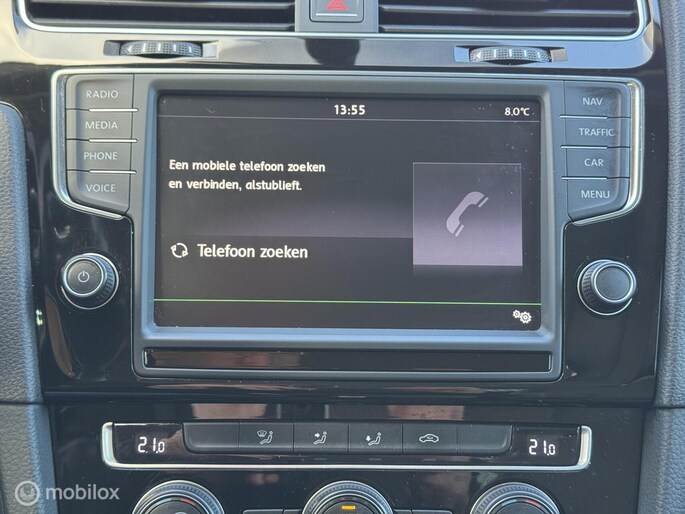 13:55
8.0°C
RADIO
MEDIA
PHONE
VOICE
NAV
TRAFFIC
CAR
MENU
Een mobiele telefoon zoeken
en verbinden, alstublieft.
Telefoon zoeken
21.0
21.0
mobilox